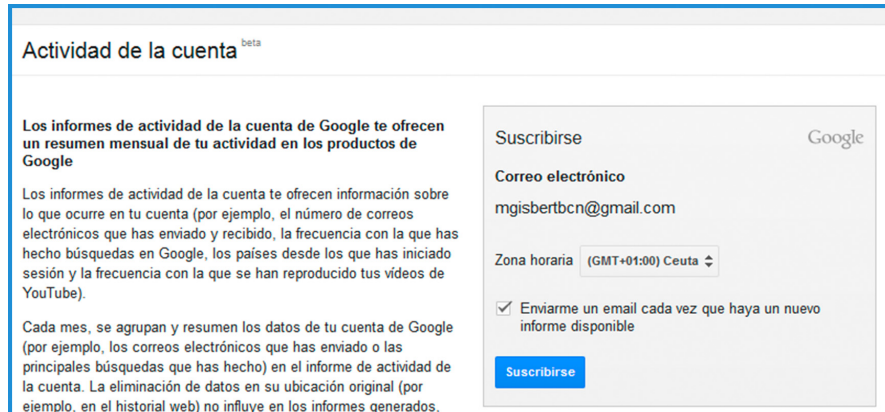 Actividad de la cuenta beta
Los informes de actividad de la cuenta de Google te ofrecen
un resumen mensual de tu actividad en los productos de
Google
Los informes de actividad de la cuenta te ofrecen información sobre
lo que ocurre en tu cuenta (por ejemplo, el número de correos
electrónicos que has enviado y recibido, la frecuencia con la que has
hecho búsquedas en Google, los países desde los que has iniciado
sesión y la frecuencia con la que se han reproducido tus vídeos de
YouTube).
Cada mes, se agrupan y resumen los datos de tu cuenta de Google
(por ejemplo, los correos electrónicos que has enviado o las
principales búsquedas que has hecho) en el informe de actividad de
la cuenta. La eliminación de datos en su ubicación original (por
ejemplo, en el historial web) no influye en los informes generados,
Suscribirse Google
Correo electrónico
mgisbertbcn@gmail.com
Zona horaria (GMT+01:00) Ceuta
Enviarme un email cada vez que haya un nuevo
informe disponible
Suscribirse